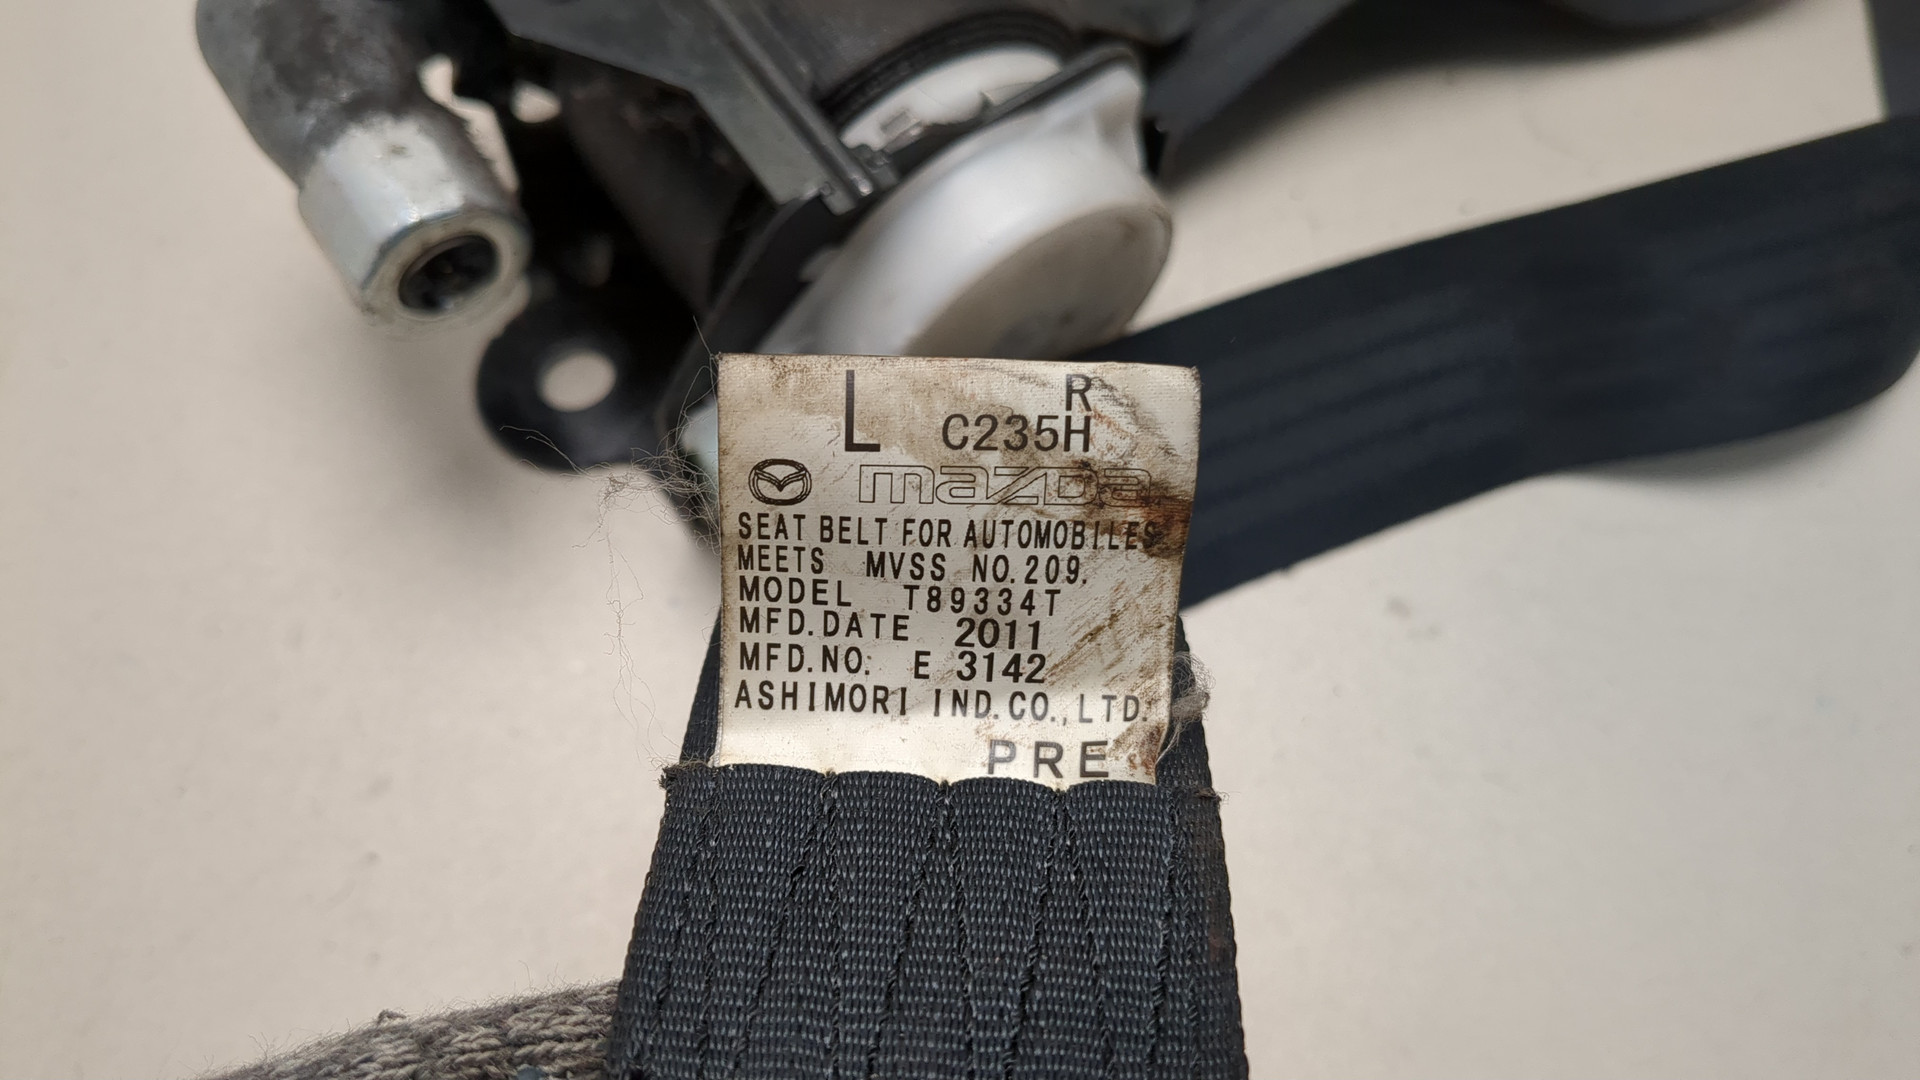 R
L C235H
mazda
SEAT BELT FOR AUTOMOBILES
MEETS MVSS NO.209.
MODEL T89334T
MFD.DATE 2011
MFD.NO. E 3142
ASHIMORI IND.CO.,LTD.
PRE